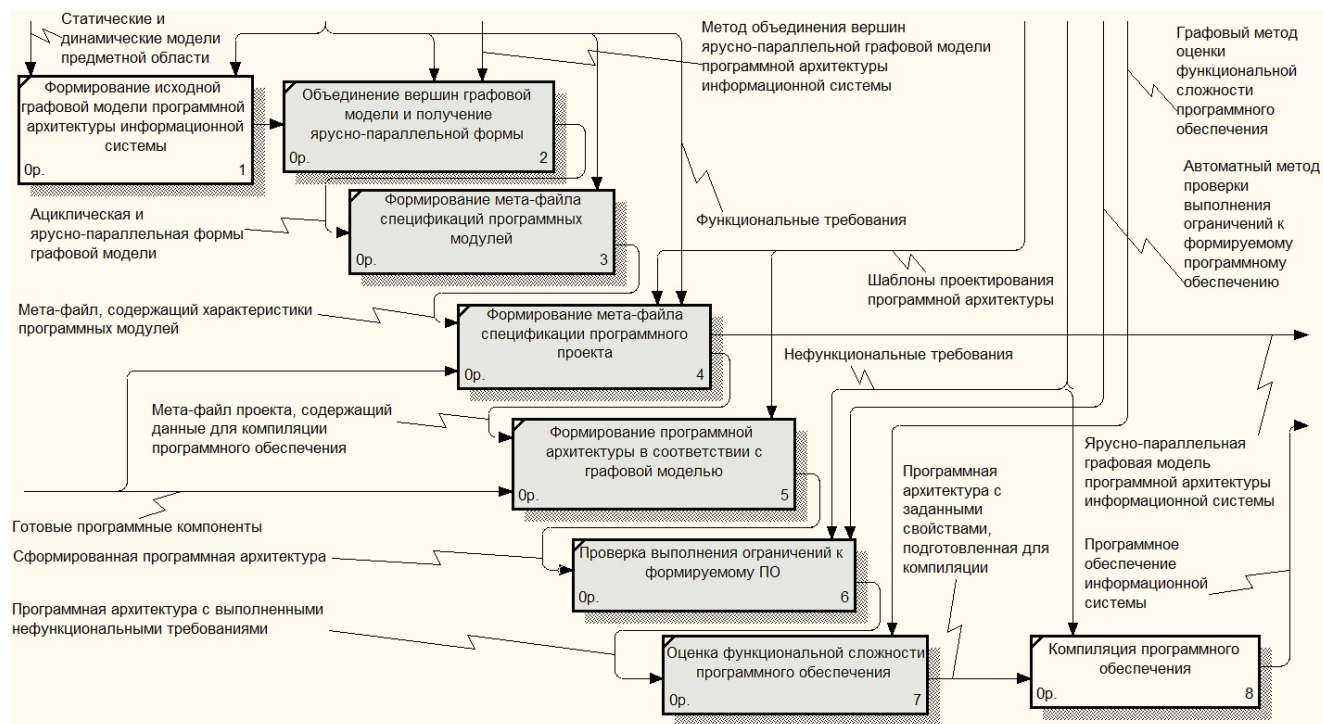 Статические и
динамические модели
предметной области
Метод объединения вершин
ярусно-параллельной графовой модели
программной архитектуры
информационной системы
Графовый метод
оценки
функциональной
сложности
программного
обеспечения
Формирование исходной
графовой модели программной
архитектуры информационной
системы
0р. 1
Объединение вершин графовой
модели и получение
ярусно-параллельной формы
0р. 2
Автоматный метод
проверки
выполнения
ограничений к
формируемому
программному
обеспечению
Ациклическая и
ярусно-параллельная формы
графовой модели
Формирование мета-файла
спецификаций программных
модулей
0р. 3
Функциональные требования
Шаблоны проектирования
программной архитектуры
Мета-файл, содержащий характеристики
программных модулей
Формирование мета-файла
спецификации программного
проекта
0р. 4
Нефункциональные требования
Мета-файл проекта, содержащий
данные для компиляции
программного обеспечения
Формирование программной
архитектуры в соответствии с
графовой моделью
0р. 5
Программная
архитектура с
заданными
свойствами,
подготовленная для
компиляции
Ярусно-параллельная
графовая модель
программной архитектуры
информационной системы
Готовые программные компоненты
Сформированная программная архитектура
Проверка выполнения ограничений к
формируемому ПО
0р. 6
Программное
обеспечение
информационной
системы
Программная архитектура с выполненными
нефункциональными требованиями
Оценка функциональной сложности
программного обеспечения
0р. 7
Компиляция программного
обеспечения
0р. 8